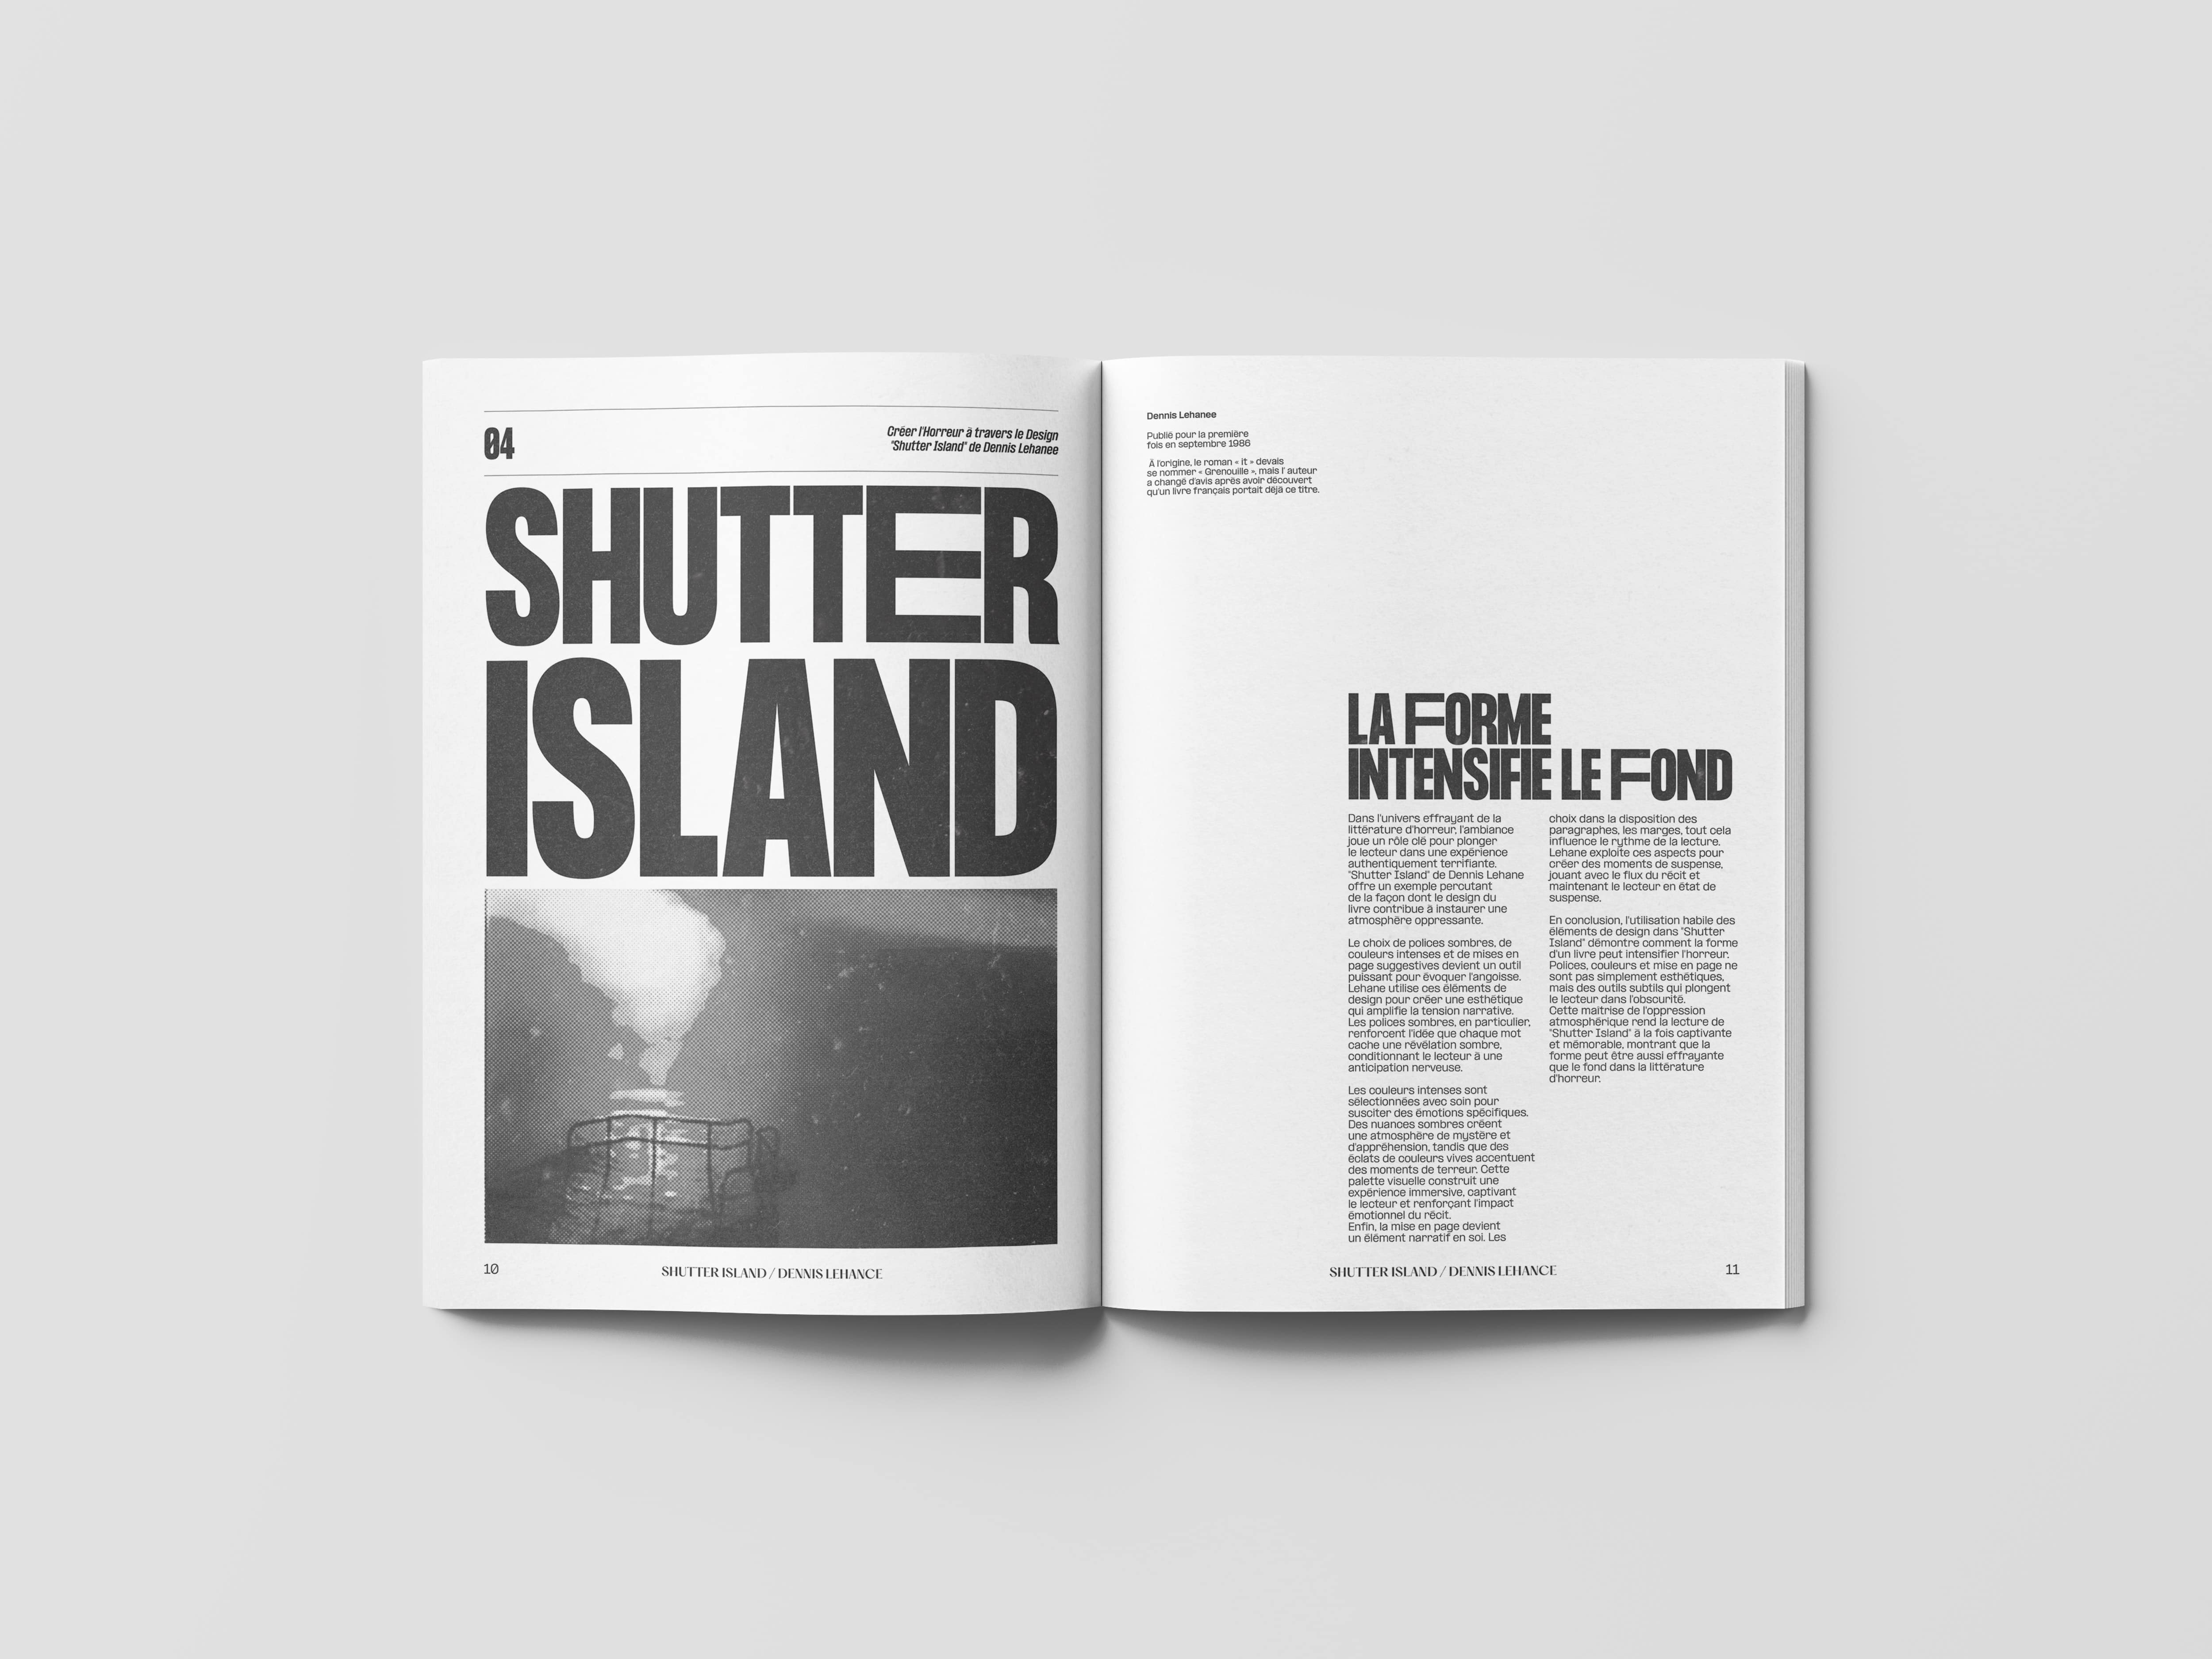 04
Créer l'Horreur à travers le Design
"Shutter Island" de Dennis Lehanee
SHUTTER
ISLAND
10
SHUTTER ISLAND / DENNIS LEHANCE
Dennis Lehanee
Publié pour la première
fois en septembre 1986
À l'origine, le roman « it » devais
se nommer « Grenouille », mais l' auteur
a changé d'avis après avoir découvert
qu'un livre français portait déjà ce titre.
LA FORME
INTENSIFIE LE FOND
Dans l'univers effrayant de la
littérature d'horreur, l'ambiance
joue un rôle clé pour plonger
le lecteur dans une expérience
authentiquement terrifiante.
"Shutter Island" de Dennis Lehane
offre un exemple percutant
de la façon dont le design du
livre contribue à instaurer une
atmosphère oppressante.
Le choix de polices sombres, de
couleurs intenses et de mises en
page suggestives devient un outil
puissant pour évoquer l'angoisse.
Lehane utilise ces éléments de
design pour créer une esthétique
qui amplifie la tension narrative.
Les polices sombres, en particulier,
renforcent l'idée que chaque mot
cache une révélation sombre,
conditionnant le lecteur à une
anticipation nerveuse.
Les couleurs intenses sont
sélectionnées avec soin pour
susciter des émotions spécifiques.
Des nuances sombres créent
une atmosphère de mystère et
d'appréhension, tandis que des
éclats de couleurs vives accentuent
des moments de terreur. Cette
palette visuelle construit une
expérience immersive, captivant
le lecteur et renforçant l'impact
émotionnel du récit.
Enfin, la mise en page devient
un élément narratif en soi. Les
choix dans la disposition des
paragraphes, les marges, tout cela
influence le rythme de la lecture.
Lehane exploite ces aspects pour
créer des moments de suspense,
jouant avec le flux du récit et
maintenant le lecteur en état de
suspense.
En conclusion, l'utilisation habile des
éléments de design dans "Shutter
Island" démontre comment la forme
d'un livre peut intensifier l'horreur.
Polices, couleurs et mise en page ne
sont pas simplement esthétiques,
mais des outils subtils qui plongent
le lecteur dans l'obscurité.
Cette maitrise de l'oppression
atmosphérique rend la lecture de
"Shutter Island" à la fois captivante
et mémorable, montrant que la
forme peut être aussi effrayante
que le fond dans la littérature
d'horreur.
SHUTTER ISLAND / DENNIS LEHANCE
11